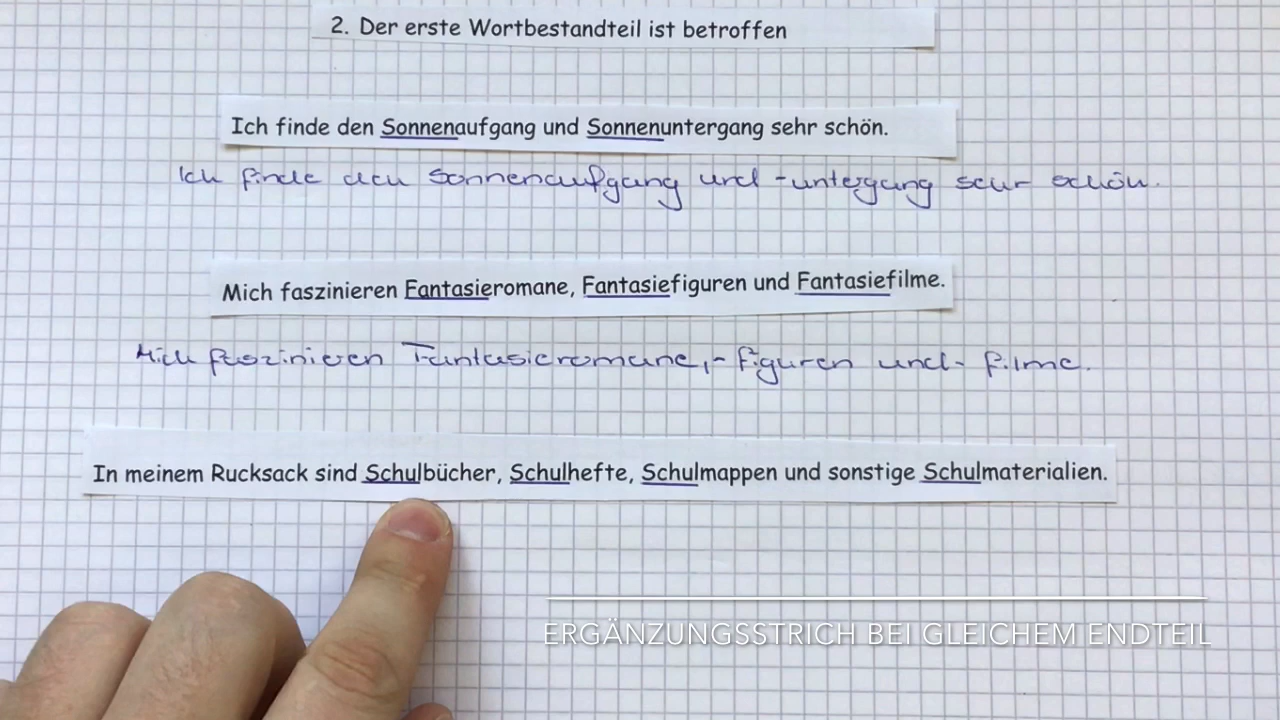 2. Der erste Wortbestandteil ist betroffen
Ich finde den Sonnenaufgang und Sonnenuntergang sehr schön.
Ich finde den Sonnenaufgang und -untergang sehr schön.
Mich faszinieren Fantasieromane, Fantasiefiguren und Fantasiefilme.
Mich faszinieren Fantasieromane, -figuren und -filme.
In meinem Rucksack sind Schulbücher, Schulhefte, Schulmappen und sonstige Schulmaterialien.
ERGÄNZUNGSSTRICH BEI GLEICHEM ENDTEIL